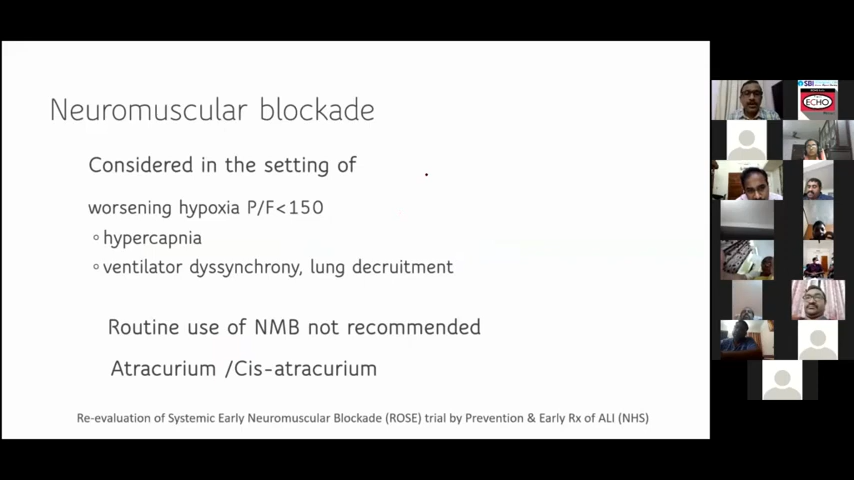 Neuromuscular blockade
Considered in the setting of
worsening hypoxia P/F<150
◦hypercapnia
◦ventilator dyssynchrony, lung decruitment
Routine use of NMB not recommended
Atracurium /Cis-atracurium
Re-evaluation of Systemic Early Neuromuscular Blockade (ROSE) trial by Prevention & Early Rx of ALI (NHS)
SBI
ECHO